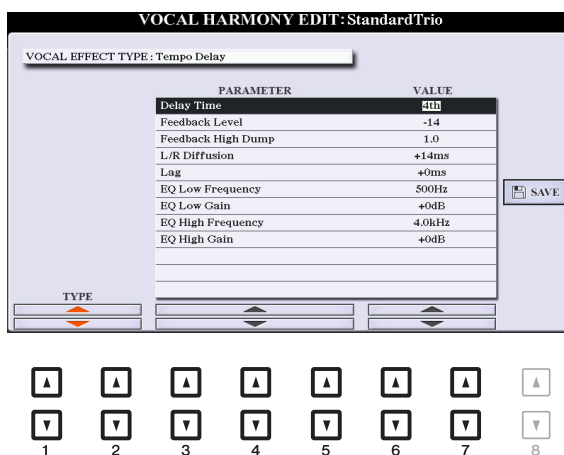 VOCAL HARMONY EDIT: StandardTrio
VOCAL EFFECT TYPE : Tempo Delay
PARAMETER VALUE
Delay Time 4th
Feedback Level -14
Feedback High Dump 1.0
L/R Diffusion +14ms
Lag +0ms
EQ Low Frequency 500Hz
EQ Low Gain +0dB
EQ High Frequency 4.0kHz
EQ High Gain +0dB
SAVE
TYPE
1 2 3 4 5 6 7 8